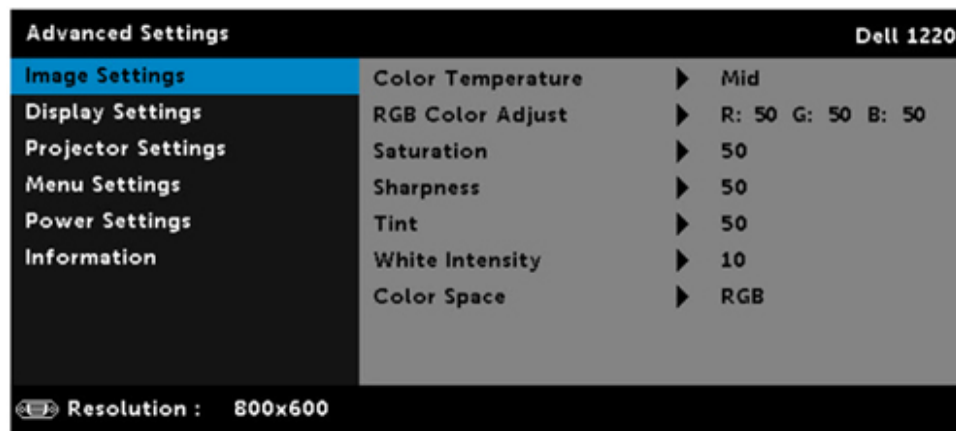 Advanced Settings Dell 1220
Image Settings Color Temperature Mid
Display Settings RGB Color Adjust R: 50 G: 50 B: 50
Projector Settings Saturation 50
Menu Settings Sharpness 50
Power Settings Tint 50
Information White Intensity 10
Color Space RGB
Resolution : 800x600